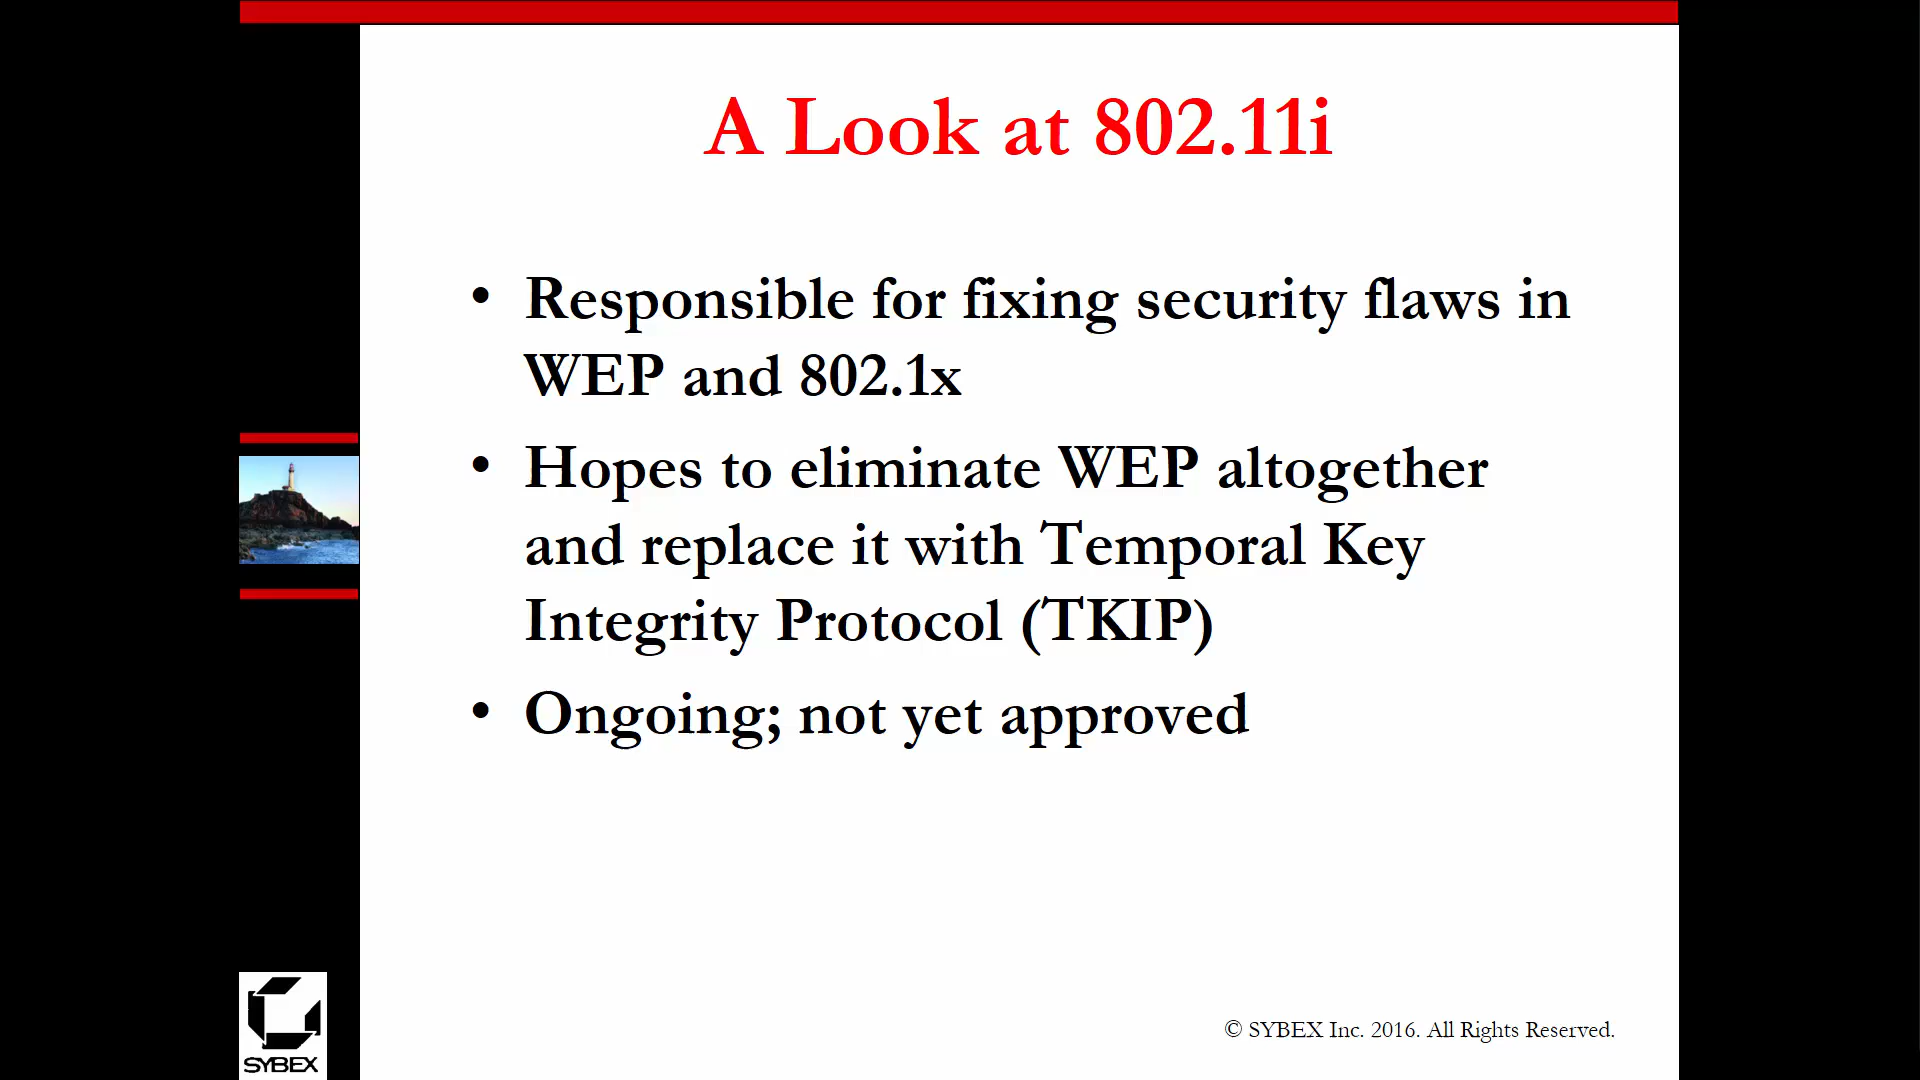 A Look at 802.11i
• Responsible for fixing security flaws in
WEP and 802.1x
• Hopes to eliminate WEP altogether
and replace it with Temporal Key
Integrity Protocol (TKIP)
• Ongoing; not yet approved
© SYBEX Inc. 2016. All Rights Reserved.
SYBEX